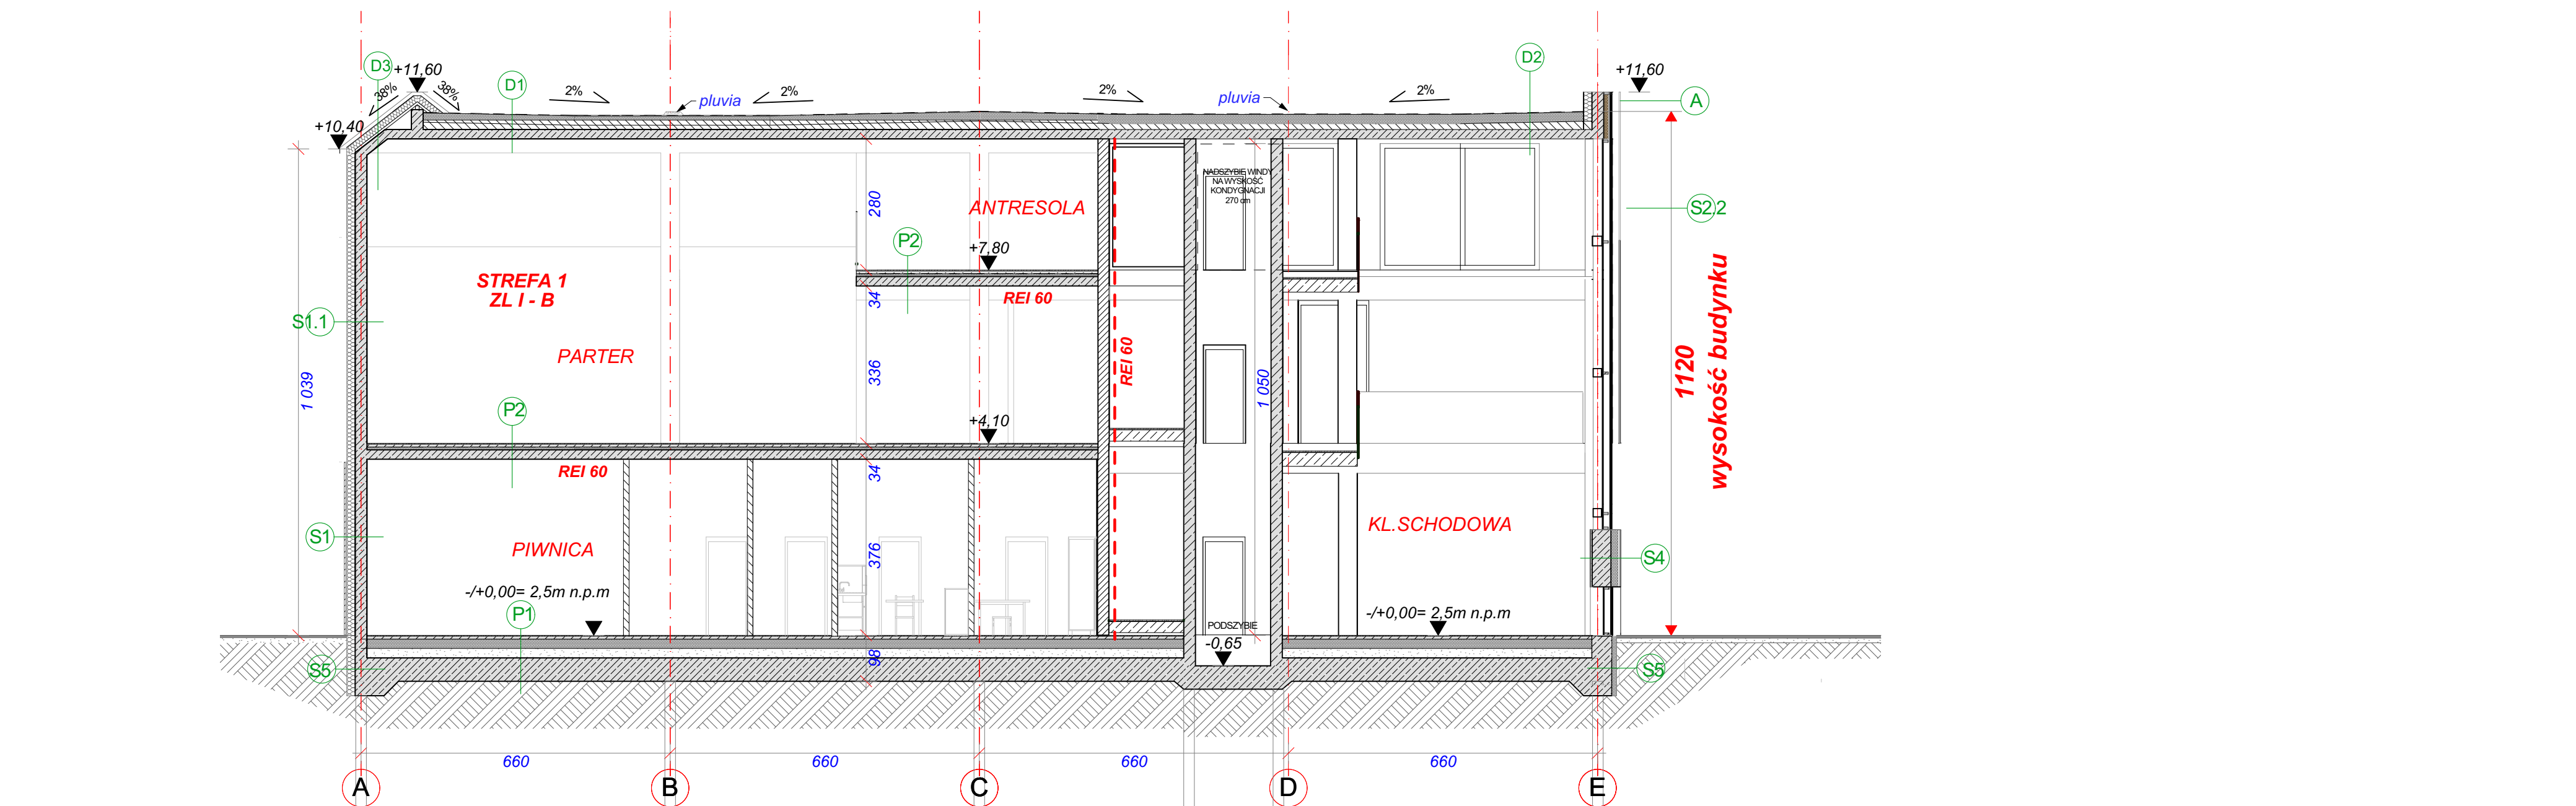 D3
+11,60
38%
38%
D1
2%
pluvia
2%
2%
pluvia
2%
D2
+11,60
A
+10,40
NADSZYBIE WINDY
NA WYSKOŚĆ
KONDYGNACJI
270 cm
280
ANTRESOLA
S2.2
P2
+7,80
STREFA 1
ZL I - B
34
REI 60
S1.1
PARTER
336
REI 60
1 039
1 050
1120
wysokość budynku
P2
+4,10
REI 60
34
S1
PIWNICA
376
KL.SCHODOWA
S4
-/+0,00= 2,5m n.p.m
P1
-/+0,00= 2,5m n.p.m
PODSZYBIE
-0,65
S5
98
S5
660
660
660
660
A
B
C
D
E